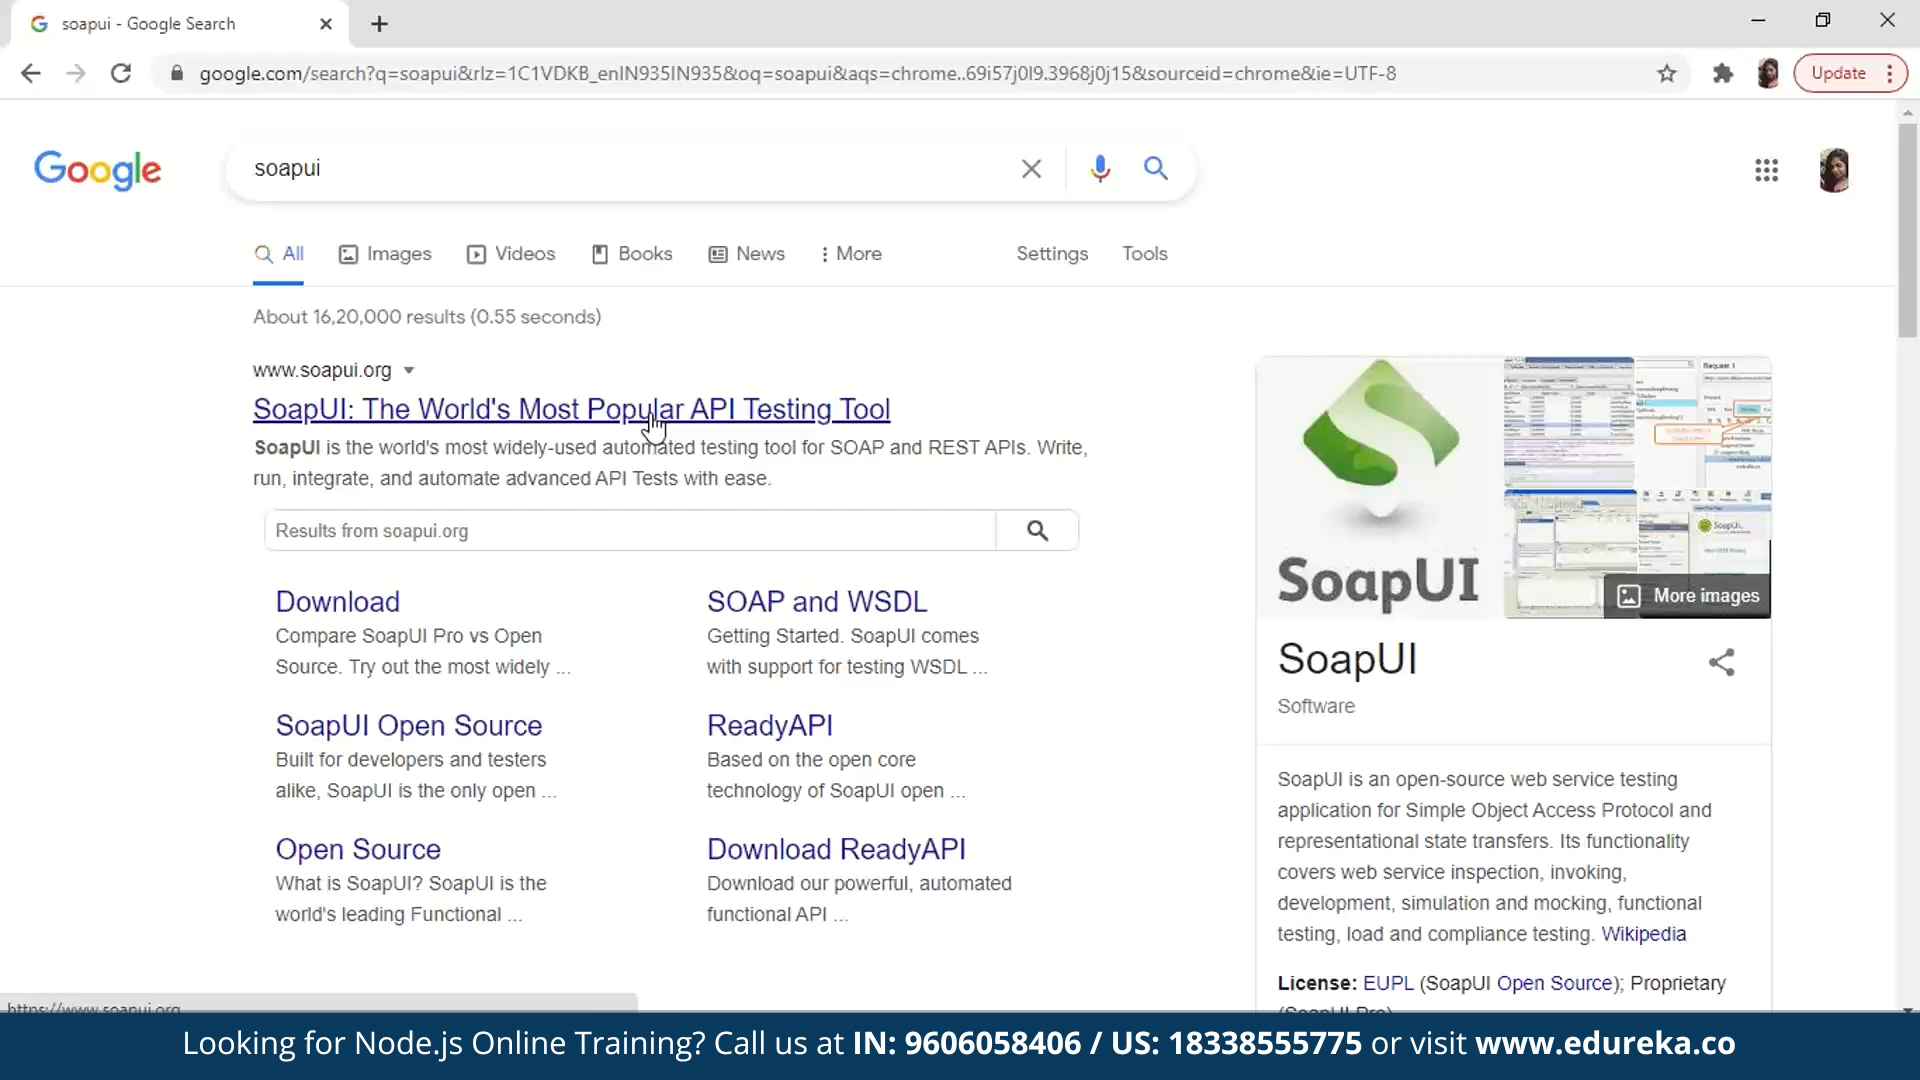 soapui - Google Search
google.com/search?q=soapui&rlz=1C1VDKB_enIN935IN935&oq=soapui&aqs=chrome..69i57j0l9.3968j0j15&sourceid=chrome&ie=UTF-8
Update
Google
soapui
All
Images
Videos
Books
News
More
Settings
Tools
About 16,20,000 results (0.55 seconds)
www.soapui.org
SoapUI: The World's Most Popular API Testing Tool
SoapUI is the world's most widely-used automated testing tool for SOAP and REST APIs. Write,
run, integrate, and automate advanced API Tests with ease.
Results from soapui.org
Download
Compare SoapUI Pro vs Open
Source. Try out the most widely ...
SOAP and WSDL
Getting Started. SoapUI comes
with support for testing WSDL ...
SoapUI Open Source
Built for developers and testers
alike, SoapUI is the only open ...
ReadyAPI
Based on the open core
technology of SoapUI open ...
Open Source
What is SoapUI? SoapUI is the
world's leading Functional ...
Download ReadyAPI
Download our powerful, automated
functional API ...
SoapUI
Request 1
SoapUI
More images
SoapUI
Software
SoapUI is an open-source web service testing
application for Simple Object Access Protocol and
representational state transfers. Its functionality
covers web service inspection, invoking,
development, simulation and mocking, functional
testing, load and compliance testing. Wikipedia
License: EUPL (SoapUI Open Source); Proprietary
(SoapUI Pro)
https://www.soapui.org
Looking for Node.js Online Training? Call us at IN: 9606058406 / US: 18338555775 or visit www.edureka.co